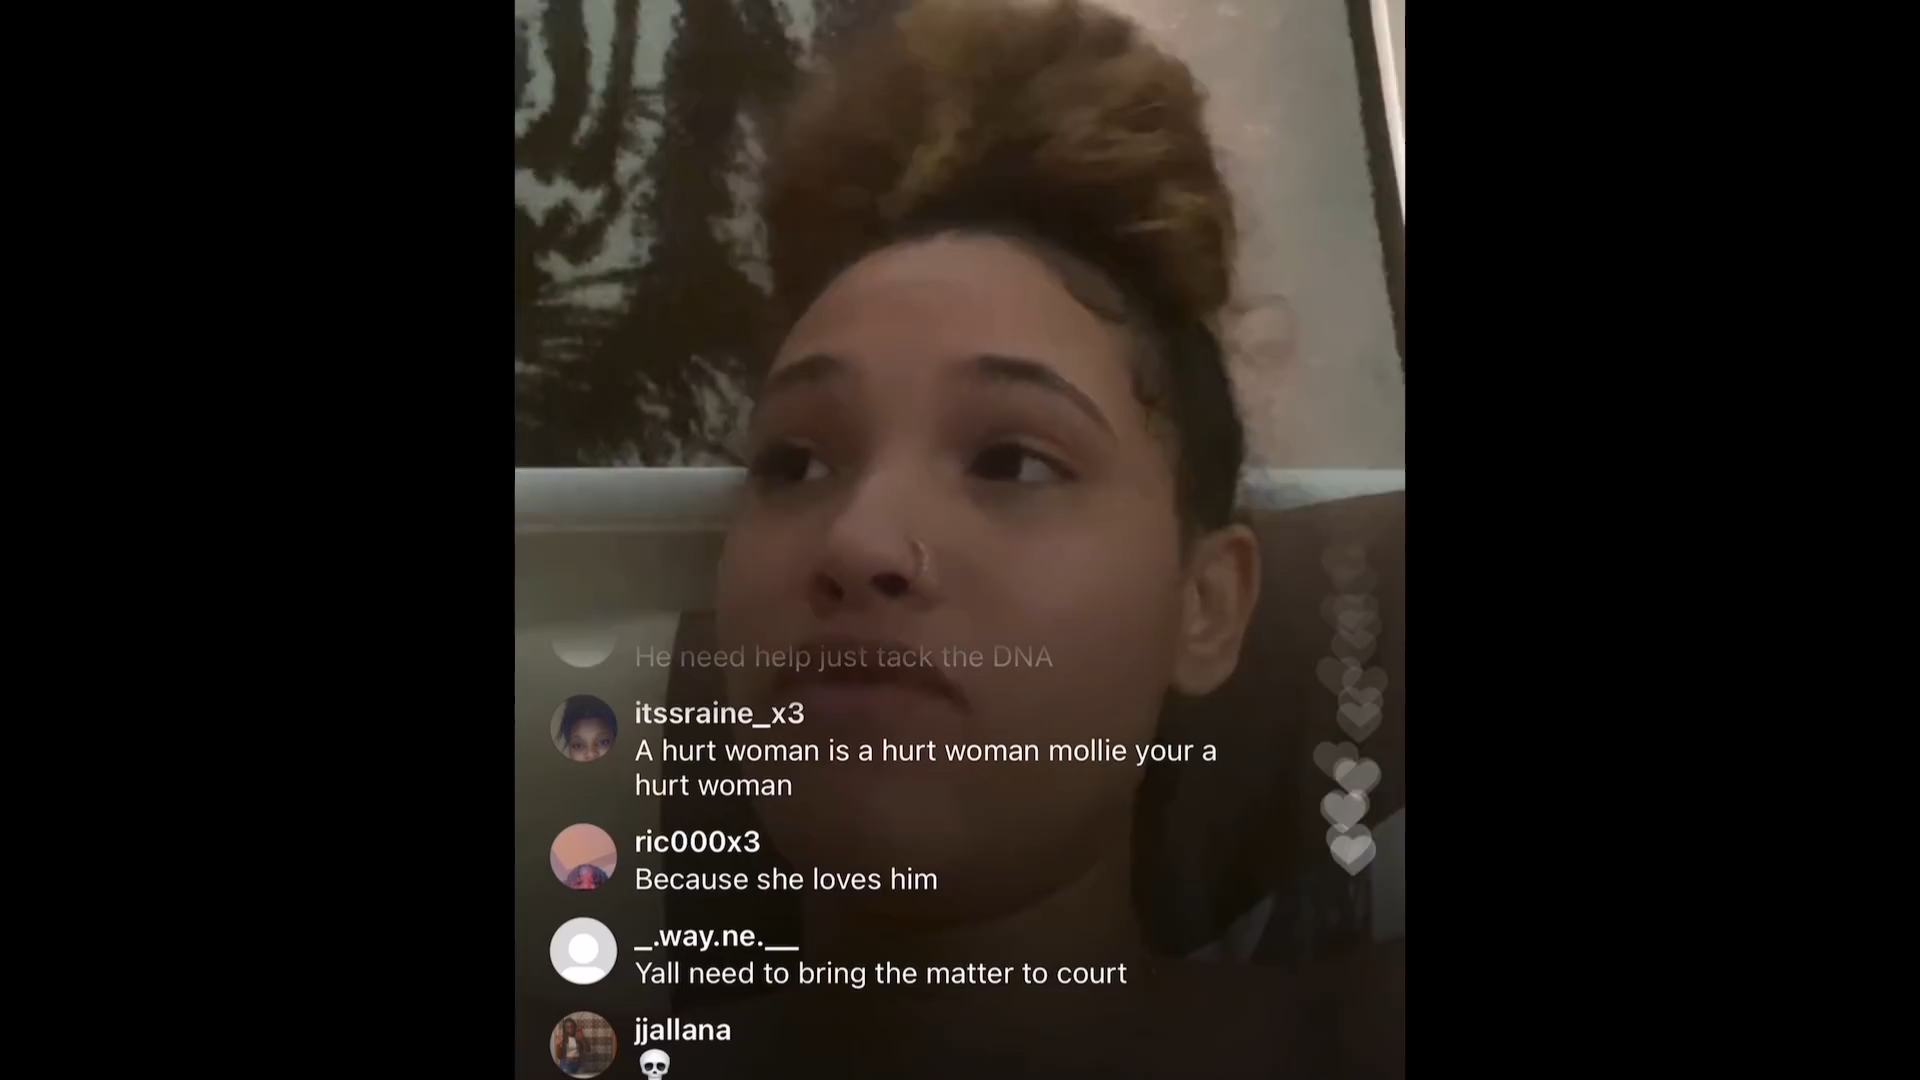 He need help just tack the DNA
itssraine_x3
A hurt woman is a hurt woman mollie your a
hurt woman
ric000x3
Because she loves him
_.way.ne.__
Yall need to bring the matter to court
jjallana
💀